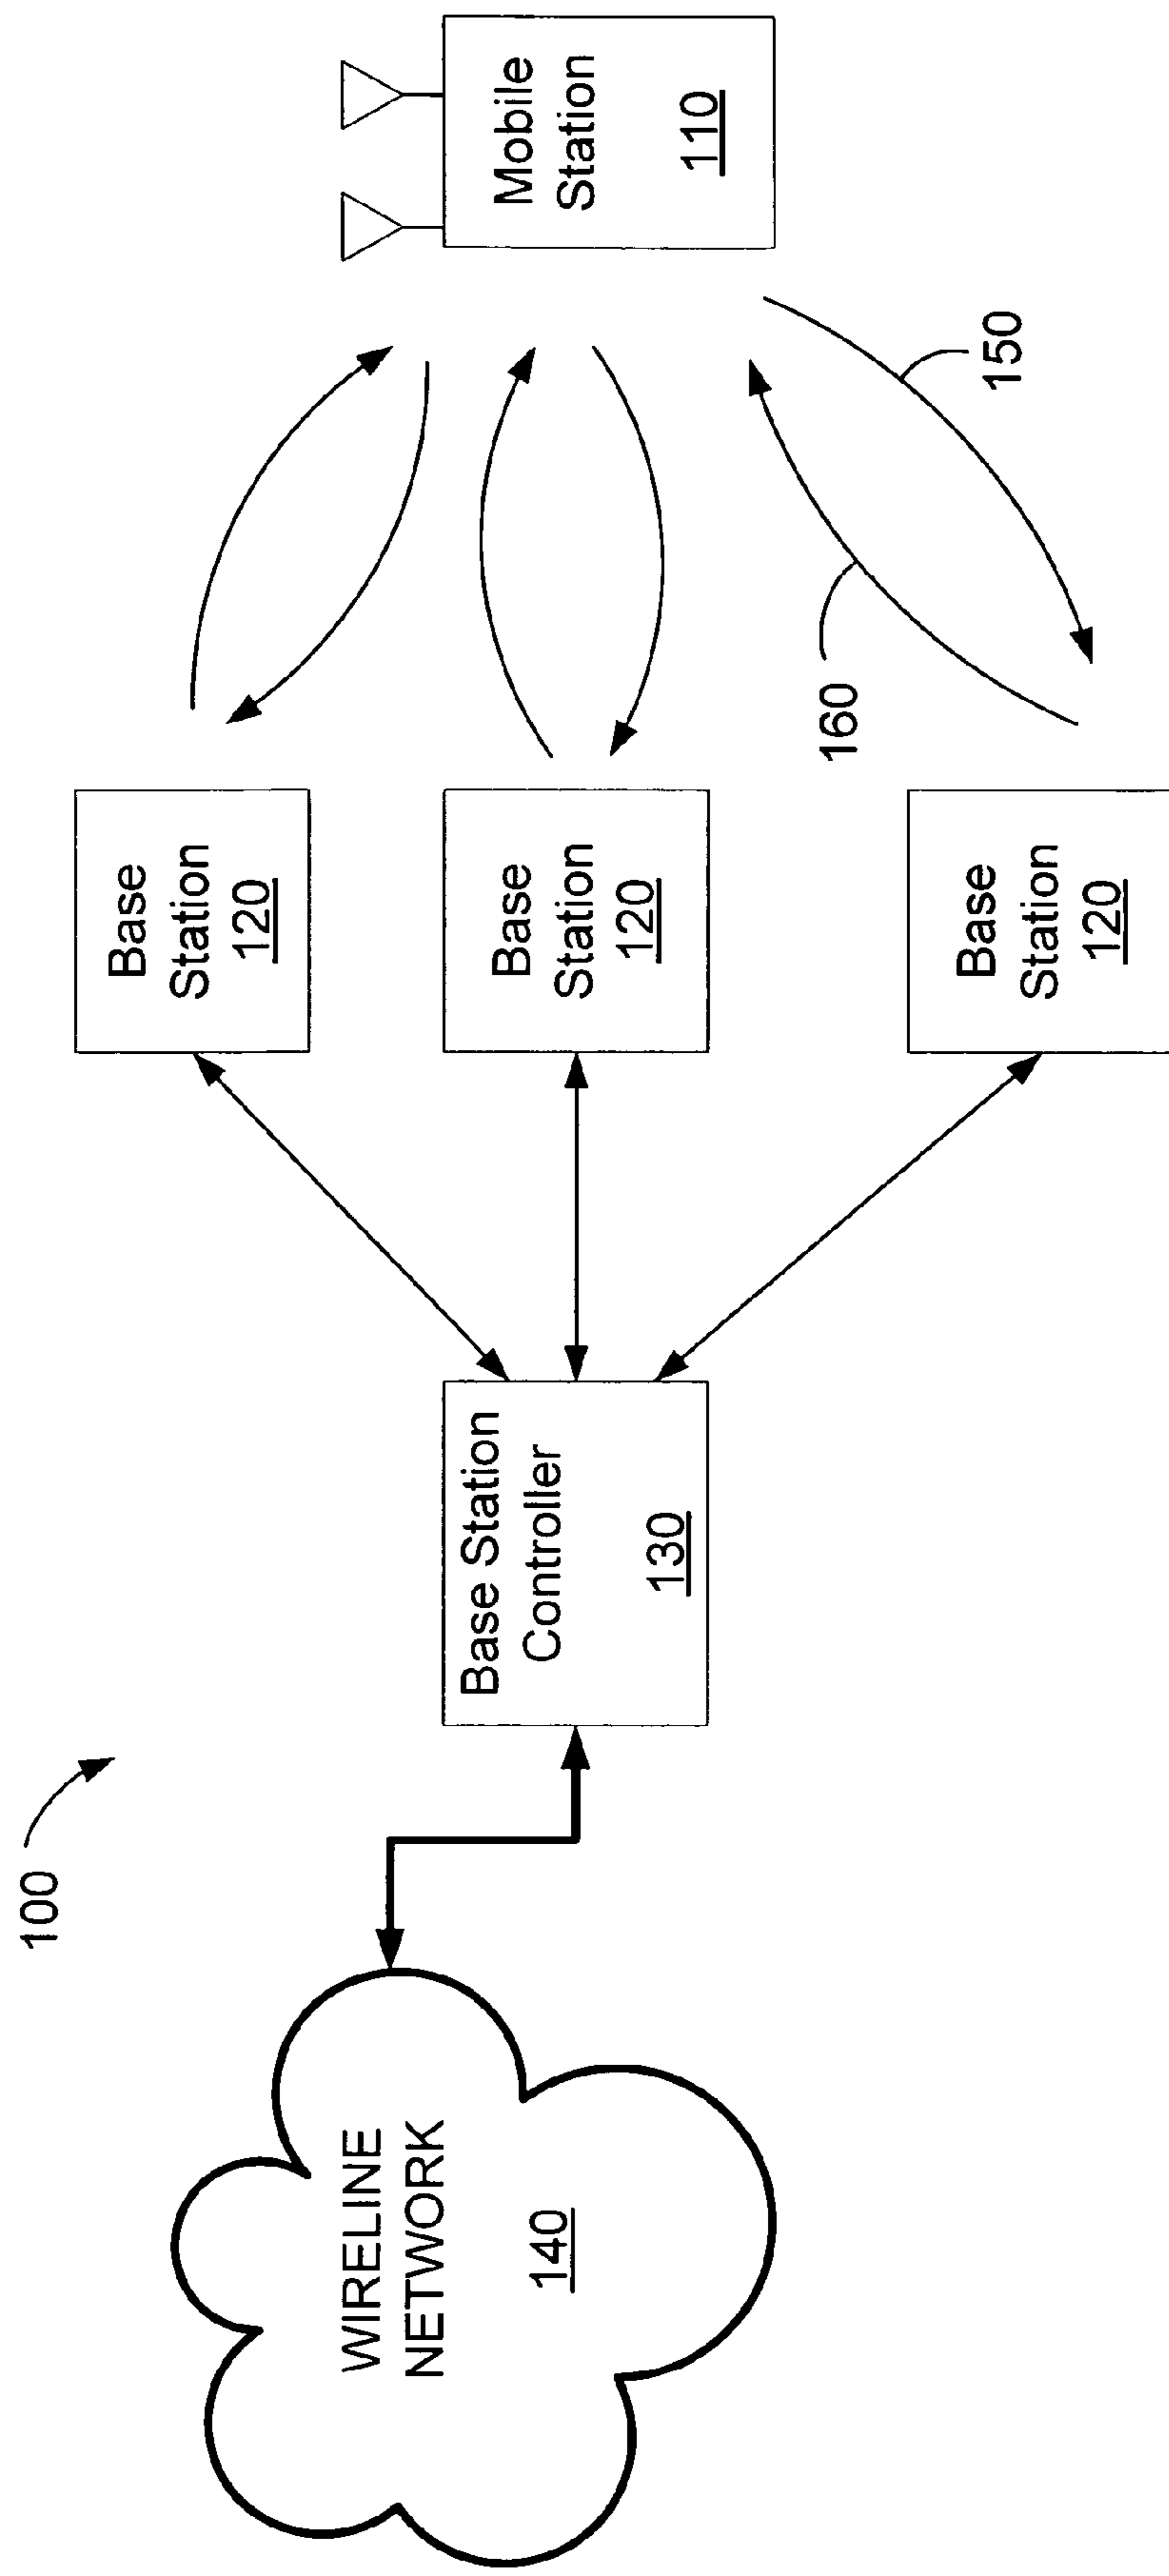 100
WIRELINE
NETWORK
140
Base Station
Controller
130
Base
Station
120
Base
Station
120
Base
Station
120
160
150
Mobile
Station
110